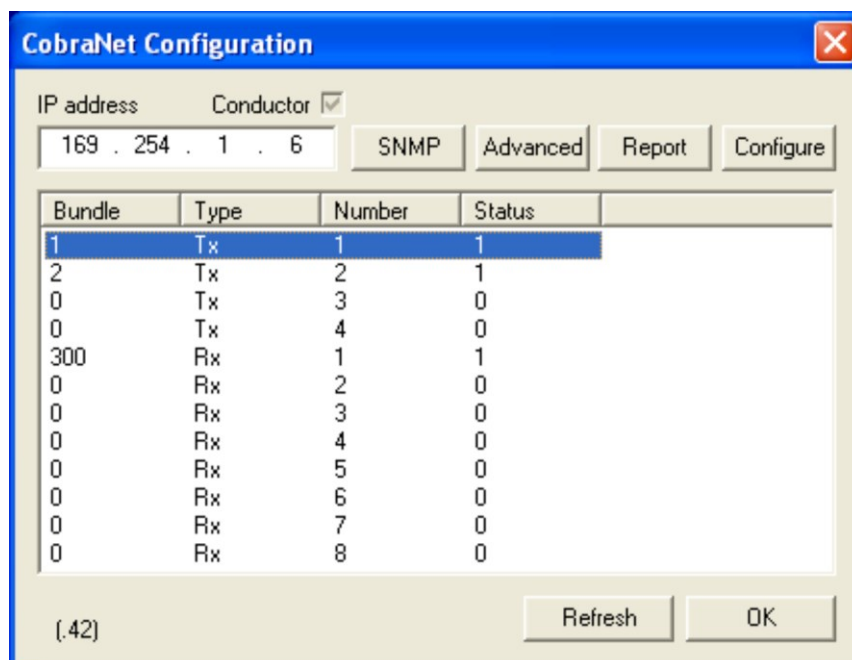 CobraNet Configuration
IP address Conductor
169 . 254 . 1 . 6 SNMP Advanced Report Configure
Bundle Type Number Status
1 Tx 1 1
2 Tx 2 1
0 Tx 3 0
0 Tx 4 0
300 Rx 1 1
0 Rx 2 0
0 Rx 3 0
0 Rx 4 0
0 Rx 5 0
0 Rx 6 0
0 Rx 7 0
0 Rx 8 0
(.42) Refresh OK